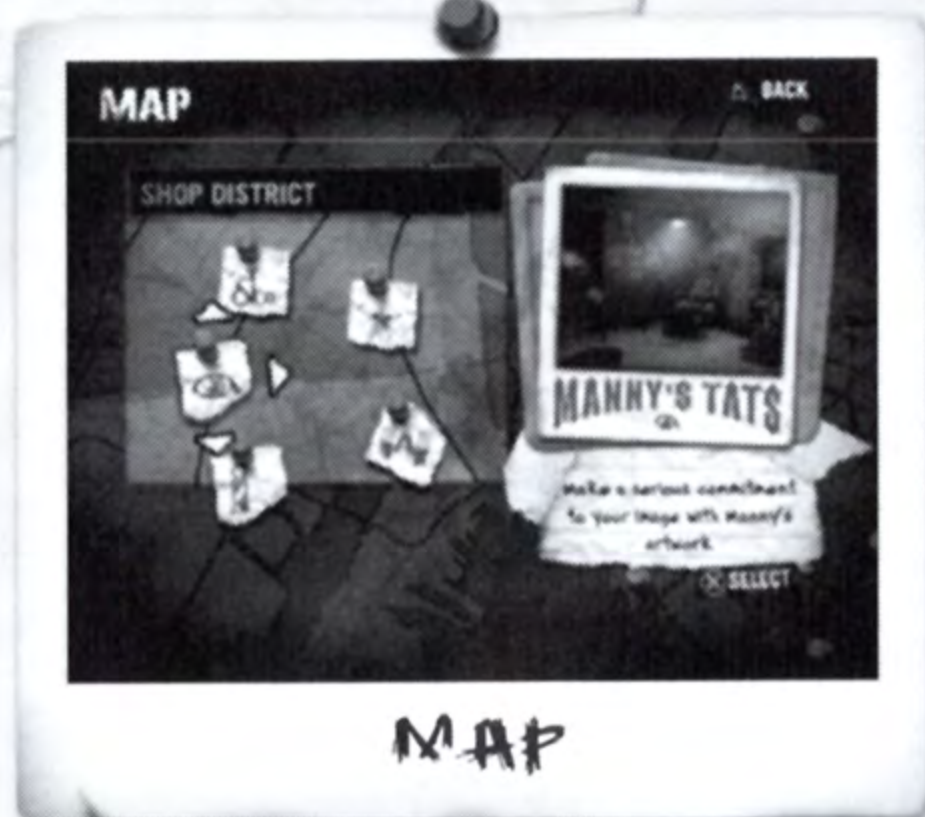 MAP
BACK
SHOP DISTRICT
MANNY'S TATS
Make a serious commitment
to your image with Manny's
artwork
SELECT
MAP